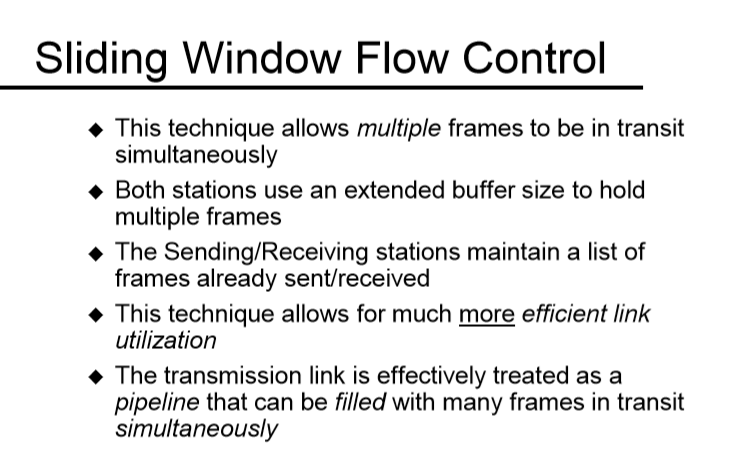 Sliding Window Flow Control
◆ This technique allows multiple frames to be in transit
simultaneously
◆ Both stations use an extended buffer size to hold
multiple frames
◆ The Sending/Receiving stations maintain a list of
frames already sent/received
◆ This technique allows for much more efficient link
utilization
◆ The transmission link is effectively treated as a
pipeline that can be filled with many frames in transit
simultaneously